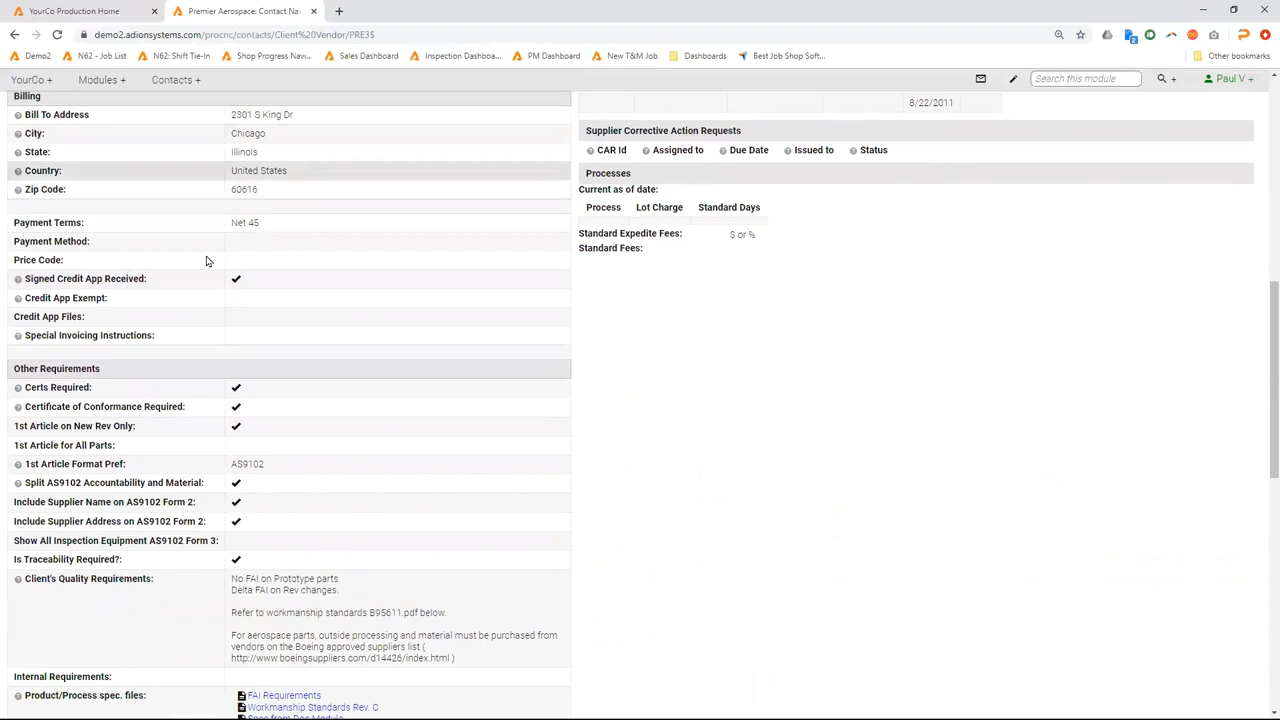 YourCo Production Home
Premier Aerospace: Contact Na
demo2.adionsystems.com/procnc/contacts/Client%20Vendor/PRE3$
Demo2
N62 - Job List
N62: Shift Tie-In
Shop Progress Navi...
Sales Dashboard
Inspection Dashboa...
PM Dashboard
New T&M Job
Dashboards
Best Job Shop Soft...
Other bookmarks
YourCo +
Modules +
Contacts +
Search this module
Paul V +
Billing
Bill To Address 2301 S King Dr
City: Chicago
State: Illinois
Country: United States
Zip Code: 60616
Payment Terms: Net 45
Payment Method:
Price Code:
Signed Credit App Received:
Credit App Exempt:
Credit App Files:
Special Invoicing Instructions:
Other Requirements
Certs Required:
Certificate of Conformance Required:
1st Article on New Rev Only:
1st Article for All Parts:
1st Article Format Pref: AS9102
Split AS9102 Accountability and Material:
Include Supplier Name on AS9102 Form 2:
Include Supplier Address on AS9102 Form 2:
Show All Inspection Equipment AS9102 Form 3:
Is Traceability Required?:
Client's Quality Requirements:
No FAI on Prototype parts.
Delta FAI on Rev changes.
Refer to workmanship standards B95611.pdf below.
For aerospace parts, outside processing and material must be purchased from
vendors on the Boeing approved suppliers list (
http://www.boeingsuppliers.com/d14426/index.html )
Internal Requirements:
Product/Process spec. files:
FAI Requirements
Workmanship Standards Rev. C
Spec from Doc Module
8/22/2011
Supplier Corrective Action Requests
CAR Id Assigned to Due Date Issued to Status
Processes
Current as of date:
Process Lot Charge Standard Days
Standard Expedite Fees: $ or %
Standard Fees: